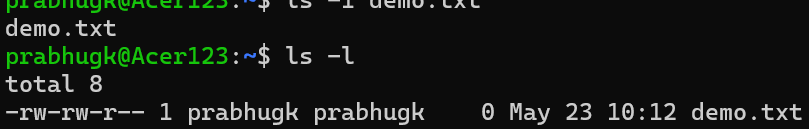 prabhugk@Acer123:~$ ls -1 demo.txt
demo.txt
prabhugk@Acer123:~$ ls -l
total 8
-rw-rw-r-- 1 prabhugk prabhugk    0 May 23 10:12 demo.txt